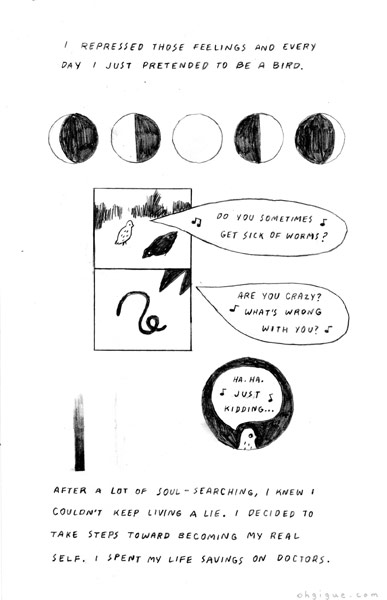 I REPRESSED THOSE FEELINGS AND EVERY
DAY I JUST PRETENDED TO BE A BIRD.
♫ DO YOU SOMETIMES ♪
GET SICK OF WORMS?
ARE YOU CRAZY?
♪ WHAT'S WRONG
WITH YOU? ♫
HA. HA.
♪ JUST ♪
KIDDING...
AFTER A LOT OF SOUL-SEARCHING, I KNEW I
COULDN'T KEEP LIVING A LIE. I DECIDED TO
TAKE STEPS TOWARD BECOMING MY REAL
SELF. I SPENT MY LIFE SAVINGS ON DOCTORS.
ohgigue.com